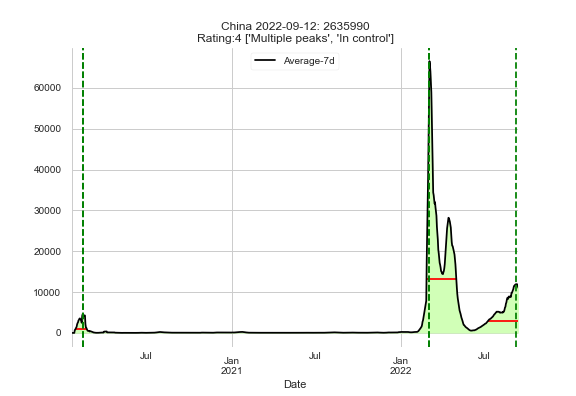 China 2022-09-12: 2635990
Rating:4 ['Multiple peaks', 'In control']
Average-7d
60000
50000
40000
30000
20000
10000
0
Jul
Jan
2021
Jul
Jan
2022
Jul
Date